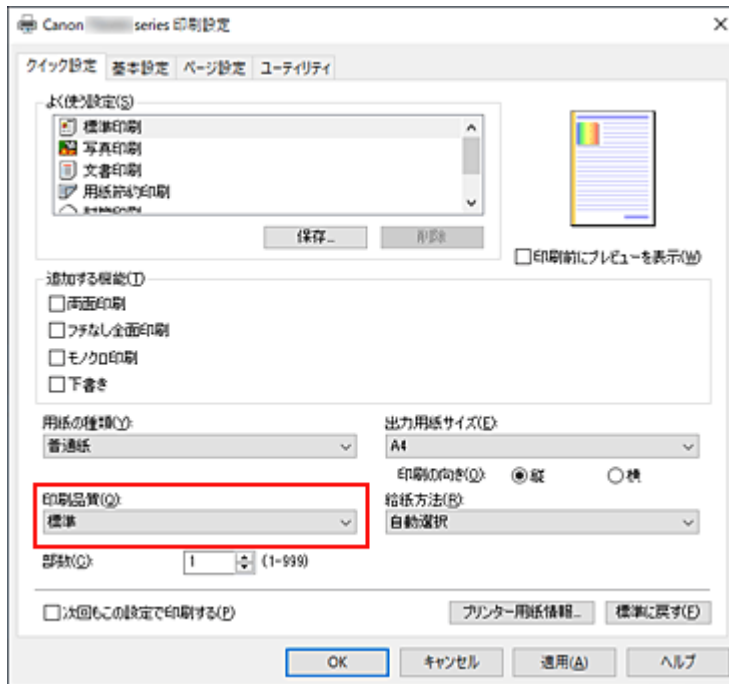 Canon series 印刷設定
クイック設定 基本設定 ページ設定 ユーティリティ
よく使う設定(S)
標準印刷
写真印刷
文書印刷
用紙節約印刷
保存... 削除
印刷前にプレビューを表示(W)
追加する機能(T)
両面印刷
フチなし全面印刷
モノクロ印刷
下書き
用紙の種類(Y): 出力用紙サイズ(E):
普通紙 A4
印刷の向き(O): 縦 横
印刷品質(Q): 給紙方法(R):
標準 自動選択
部数(C): 1 (1-999)
次回もこの設定で印刷する(P) プリンター用紙情報... 標準に戻す(F)
OK キャンセル 適用(A) ヘルプ